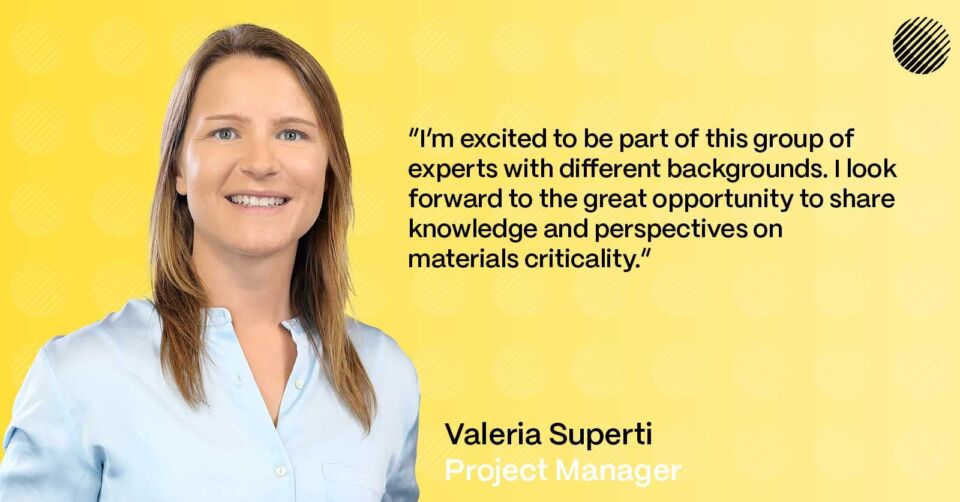 "I'm excited to be part of this group of
experts with different backgrounds. I look
forward to the great opportunity to share
knowledge and perspectives on
materials criticality."
Valeria Superti
Project Manager